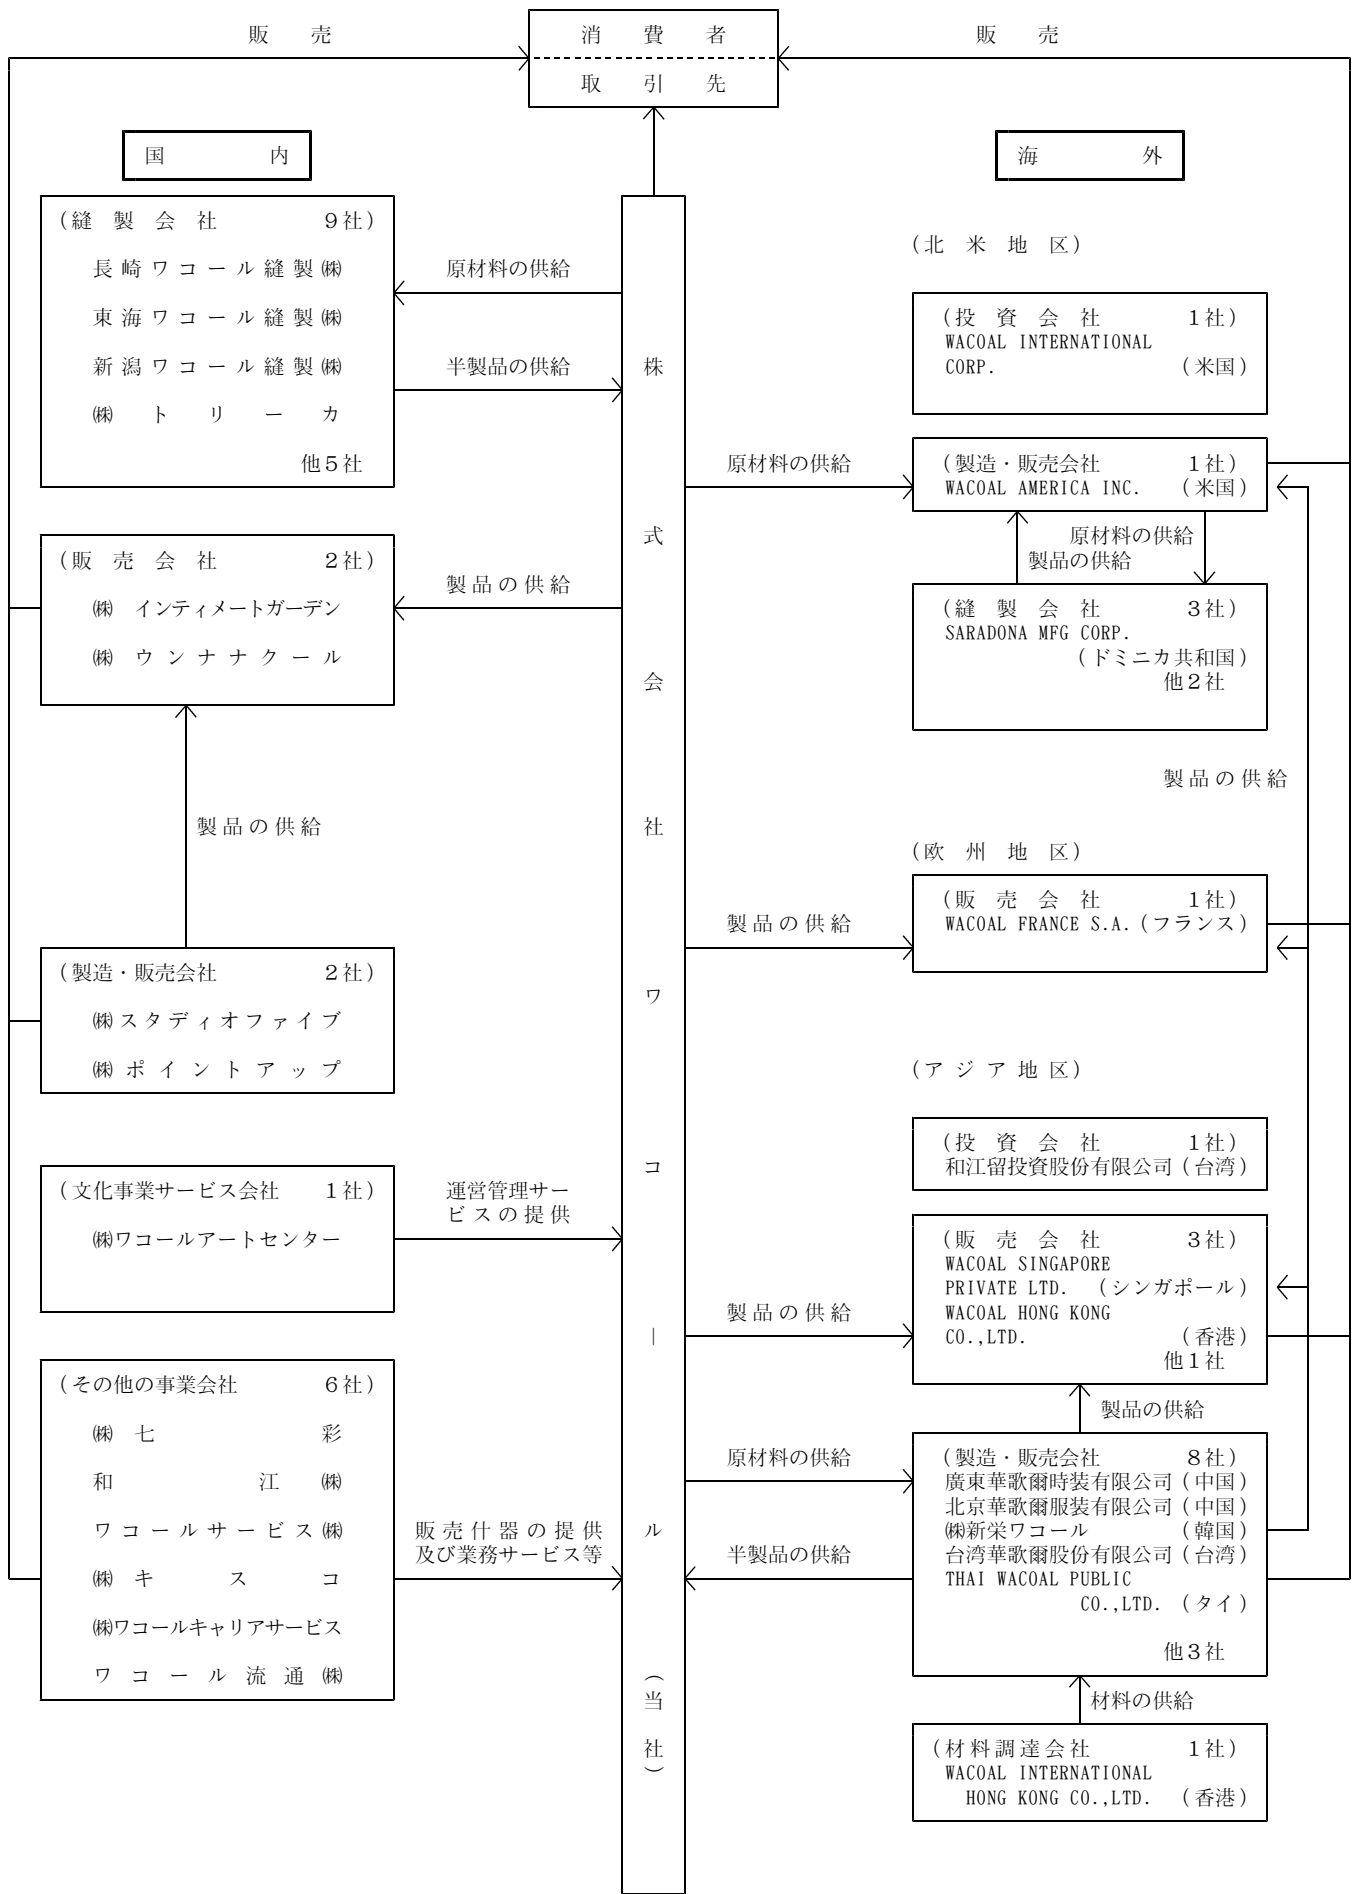 販売
消費者
取引先
販売
国内
(縫製会社 9社)
長崎ワコール縫製㈱
東海ワコール縫製㈱
新潟ワコール縫製㈱
㈱トリーカ
他5社
原材料の供給
半製品の供給
(販売会社 2社)
㈱ インティメートガーデン
㈱ ウンナナクール
製品の供給
製品の供給
(製造・販売会社 2社)
㈱スタディオファイブ
㈱ポイントアップ
(文化事業サービス会社 1社)
㈱ワコールアートセンター
運営管理サー
ビスの提供
(その他の事業会社 6社)
㈱ 七彩
和江㈱
ワコールサービス㈱
㈱キスコ
㈱ワコールキャリアサービス
ワコール流通㈱
販売什器の提供
及び業務サービス等
株式会社ワコール(当社)
海外
(北米地区)
(投資会社 1社)
WACOAL INTERNATIONAL
CORP. (米国)
原材料の供給
(製造・販売会社 1社)
WACOAL AMERICA INC. (米国)
原材料の供給
製品の供給
(縫製会社 3社)
SARADONA MFG CORP.
(ドミニカ共和国)
他2社
製品の供給
(欧州地区)
製品の供給
(販売会社 1社)
WACOAL FRANCE S.A.(フランス)
(アジア地区)
(投資会社 1社)
和江留投資股份有限公司(台湾)
製品の供給
(販売会社 3社)
WACOAL SINGAPORE
PRIVATE LTD. (シンガポール)
WACOAL HONG KONG
CO.,LTD. (香港)
他1社
製品の供給
原材料の供給
半製品の供給
(製造・販売会社 8社)
廣東華歌爾時装有限公司(中国)
北京華歌爾服装有限公司(中国)
㈱新栄ワコール (韓国)
台湾華歌爾股份有限公司(台湾)
THAI WACOAL PUBLIC
CO.,LTD. (タイ)
他3社
材料の供給
(材料調達会社 1社)
WACOAL INTERNATIONAL
HONG KONG CO.,LTD. (香港)